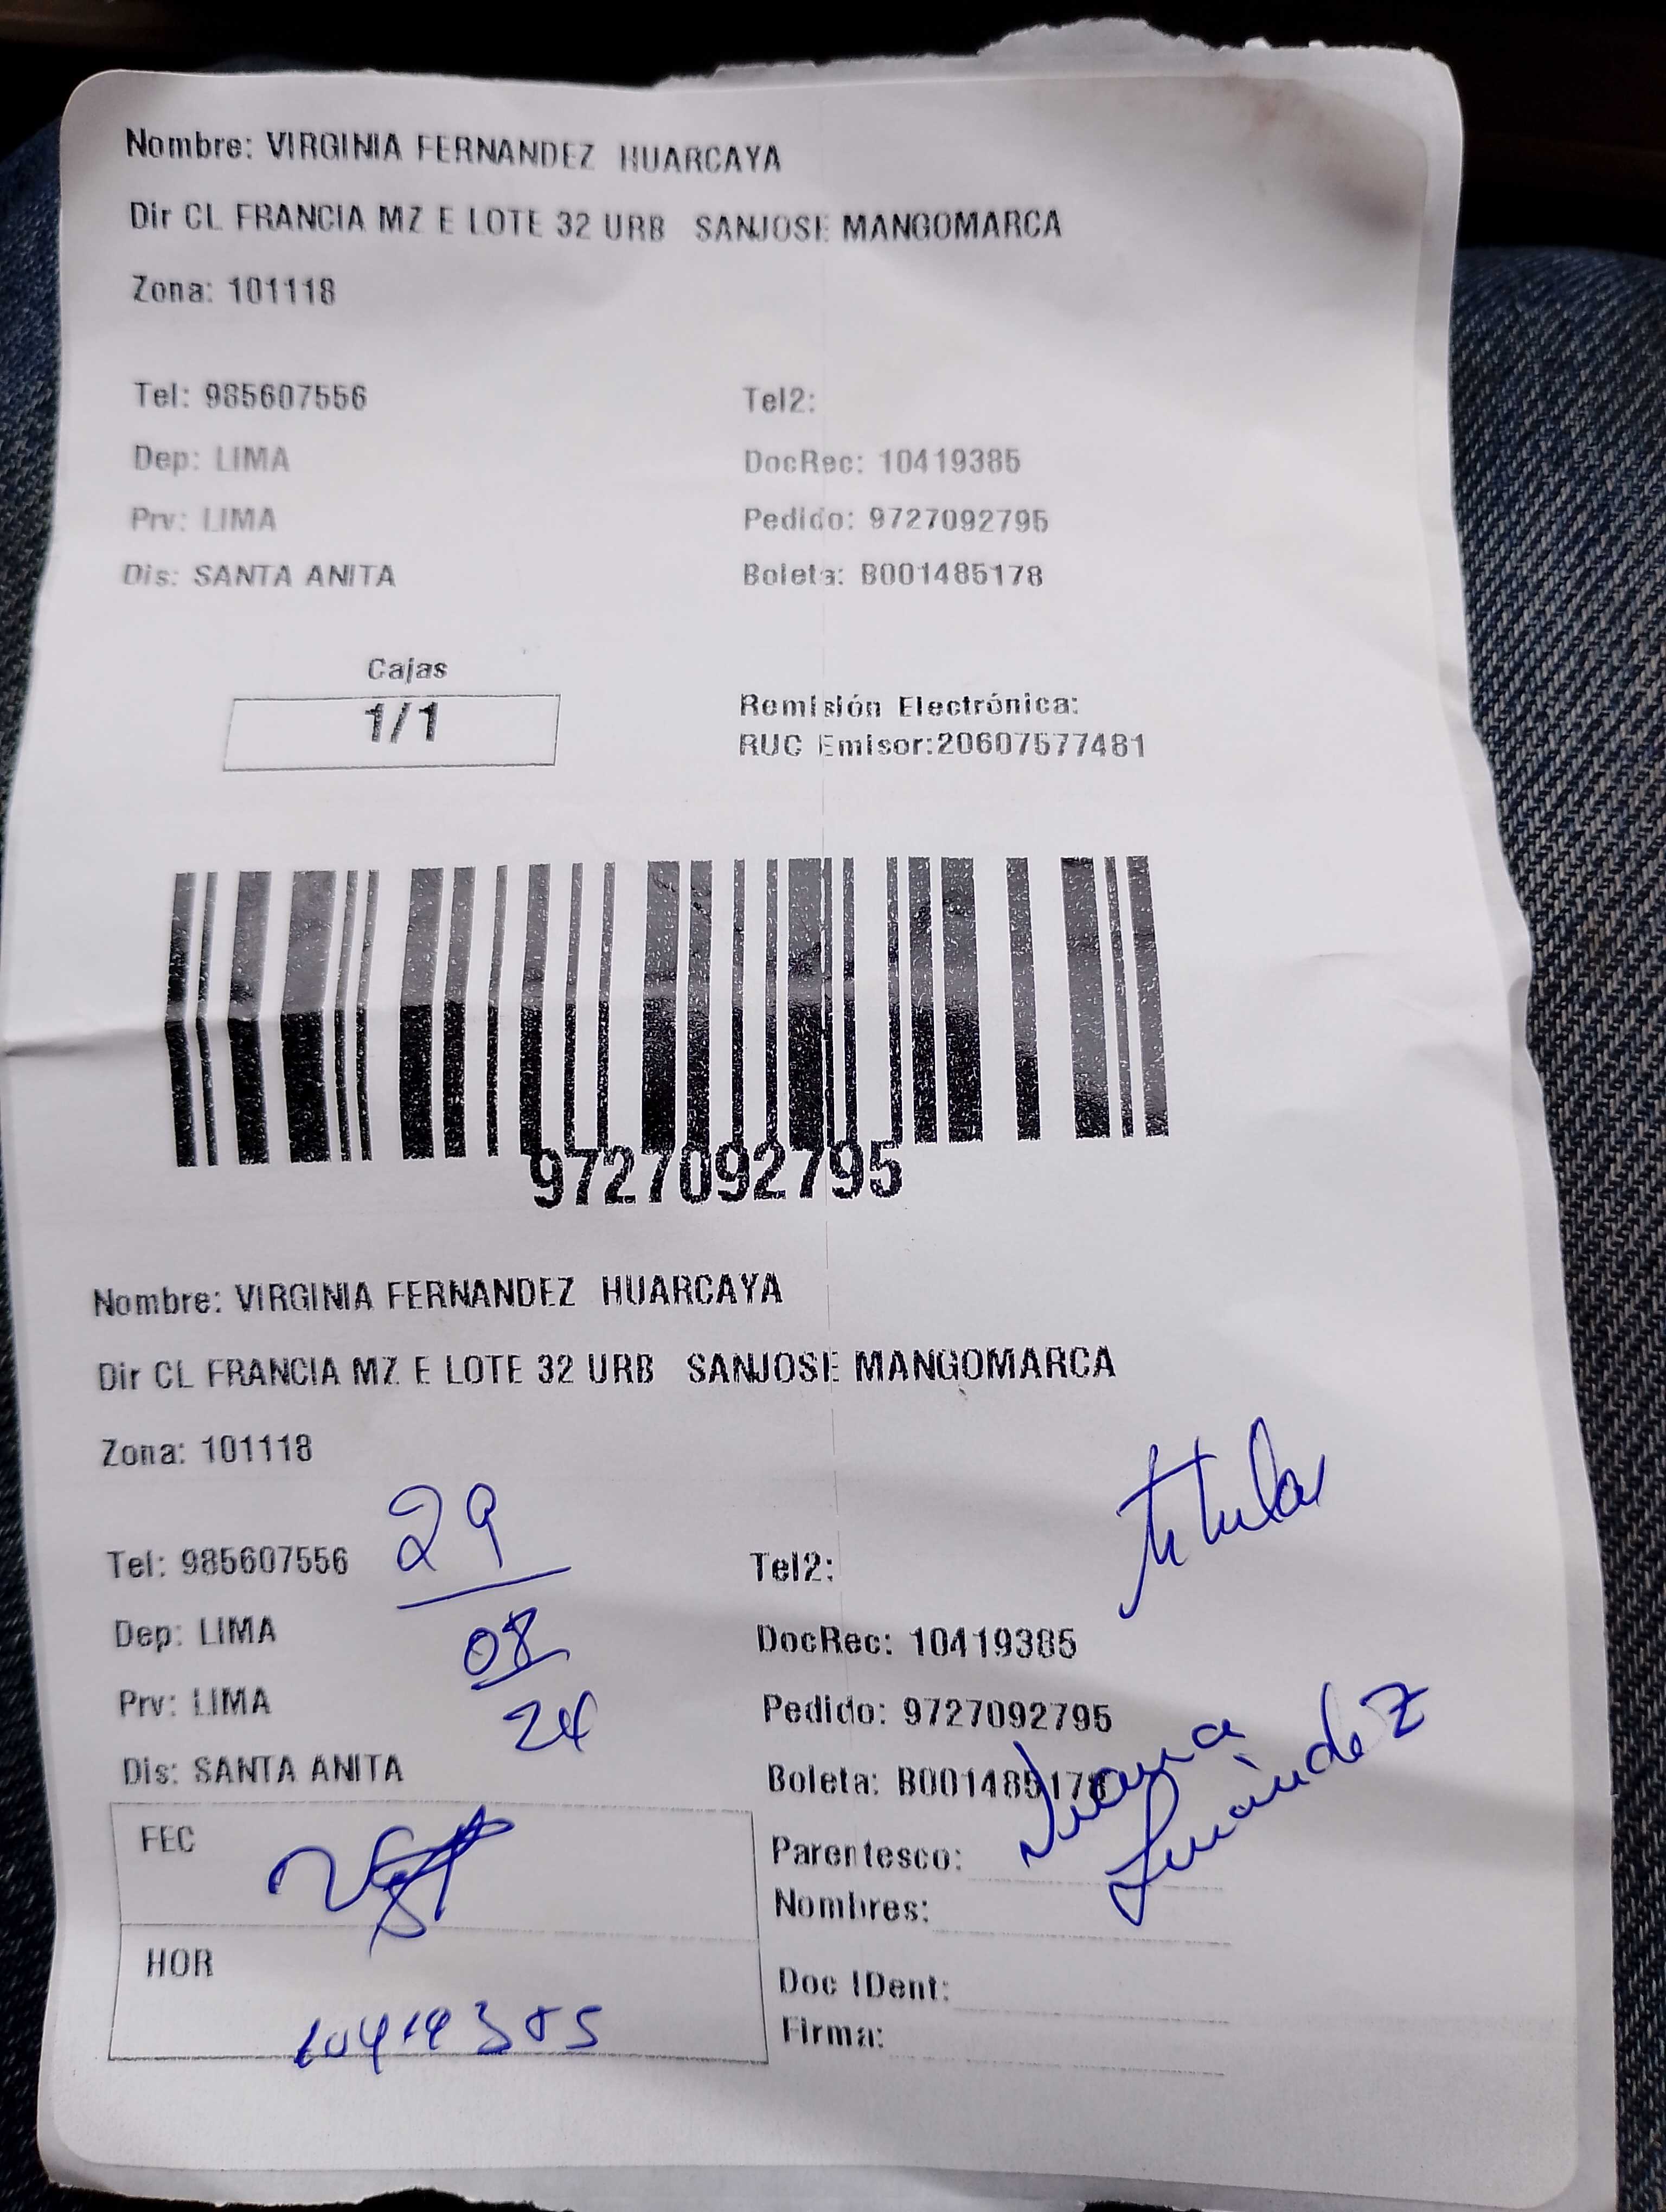 Nombre: VIRGINIA FERNANDEZ HUARCAYA
Dir CL FRANCIA MZ E LOTE 32 URB SANJOSE MANGOMARCA
Zona: 101118
Tel: 985607556 Tel2:
Dep: LIMA DocRec: 10419385
Prv: LIMA Pedido: 9727092795
Dis: SANTA ANITA Boleta: B001485178
Cajas
1/1
Remisión Electrónica:
RUC Emisor:20607577481
9727092795
Nombre: VIRGINIA FERNANDEZ HUARCAYA
Dir CL FRANCIA MZ E LOTE 32 URB SANJOSE MANGOMARCA
Zona: 101118
titular
29
Tel: 985607556 Tel2:
08
Dep: LIMA DocRec: 10419385
24
Prv: LIMA Pedido: 9727092795
Dis: SANTA ANITA Boleta: B001485178
FEC
Parentesco:
Nombres:
HOR
10419385
Doc IDent:
Firma: